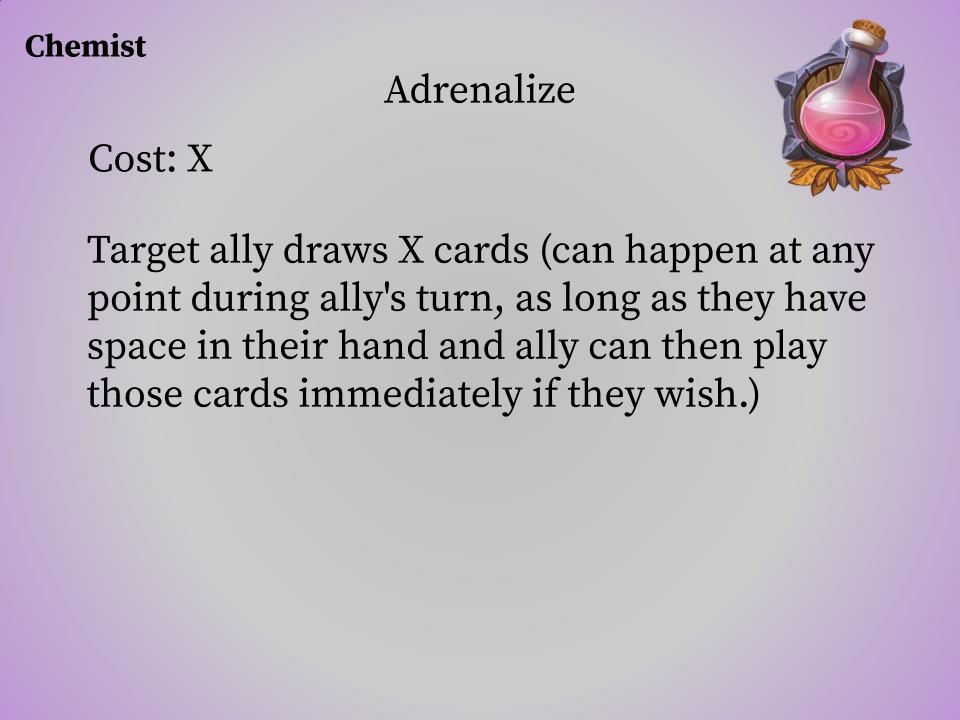 Chemist
Adrenalize
Cost: X
Target ally draws X cards (can happen at any
point during ally's turn, as long as they have
space in their hand and ally can then play
those cards immediately if they wish.)